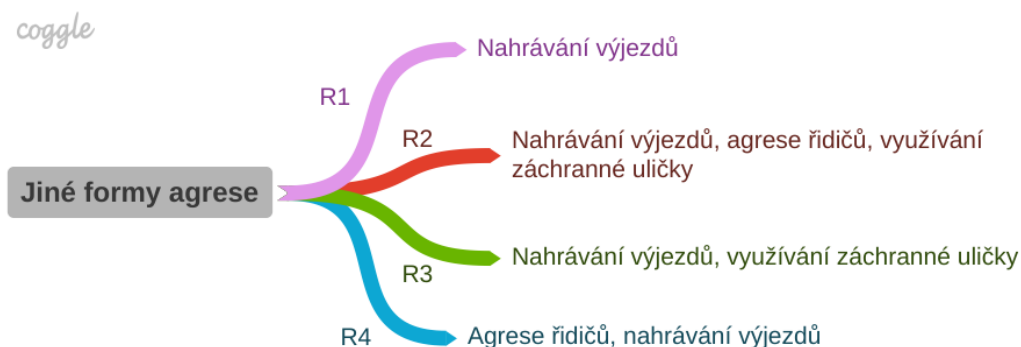 coggle
Nahrávání výjezdů
R1
R2
Nahrávání výjezdů, agrese řidičů, využívání
záchranné uličky
Jiné formy agrese
Nahrávání výjezdů, využívání záchranné uličky
R3
R4
Agrese řidičů, nahrávání výjezdů